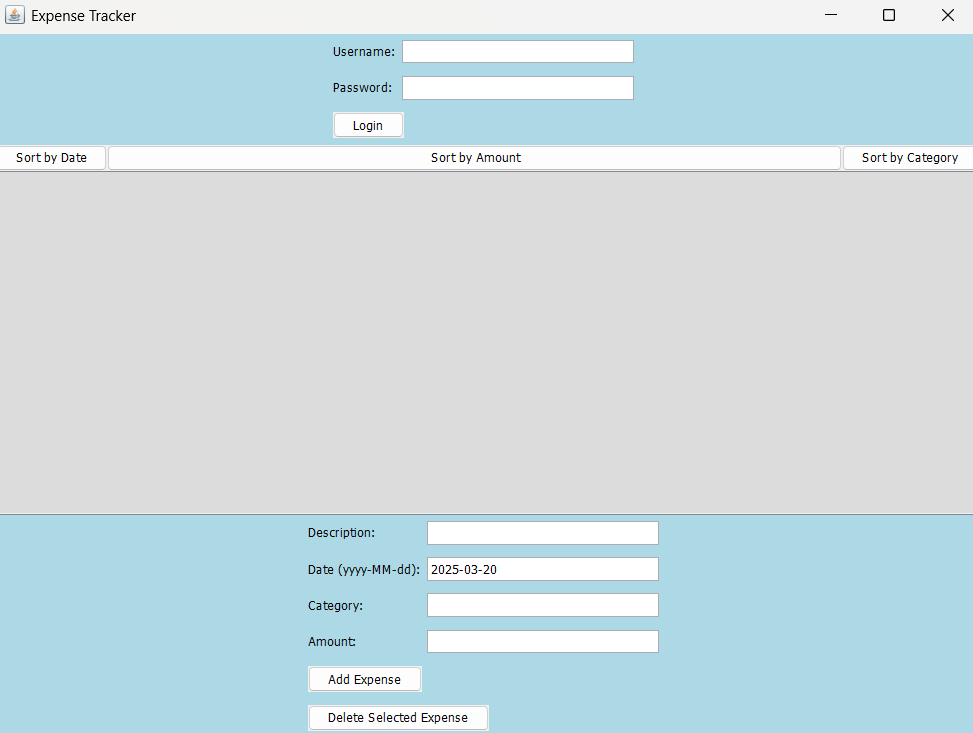 Expense Tracker
Username:
Password:
Login
Sort by Date Sort by Amount Sort by Category
Description:
Date (yyyy-MM-dd): 2025-03-20
Category:
Amount:
Add Expense
Delete Selected Expense